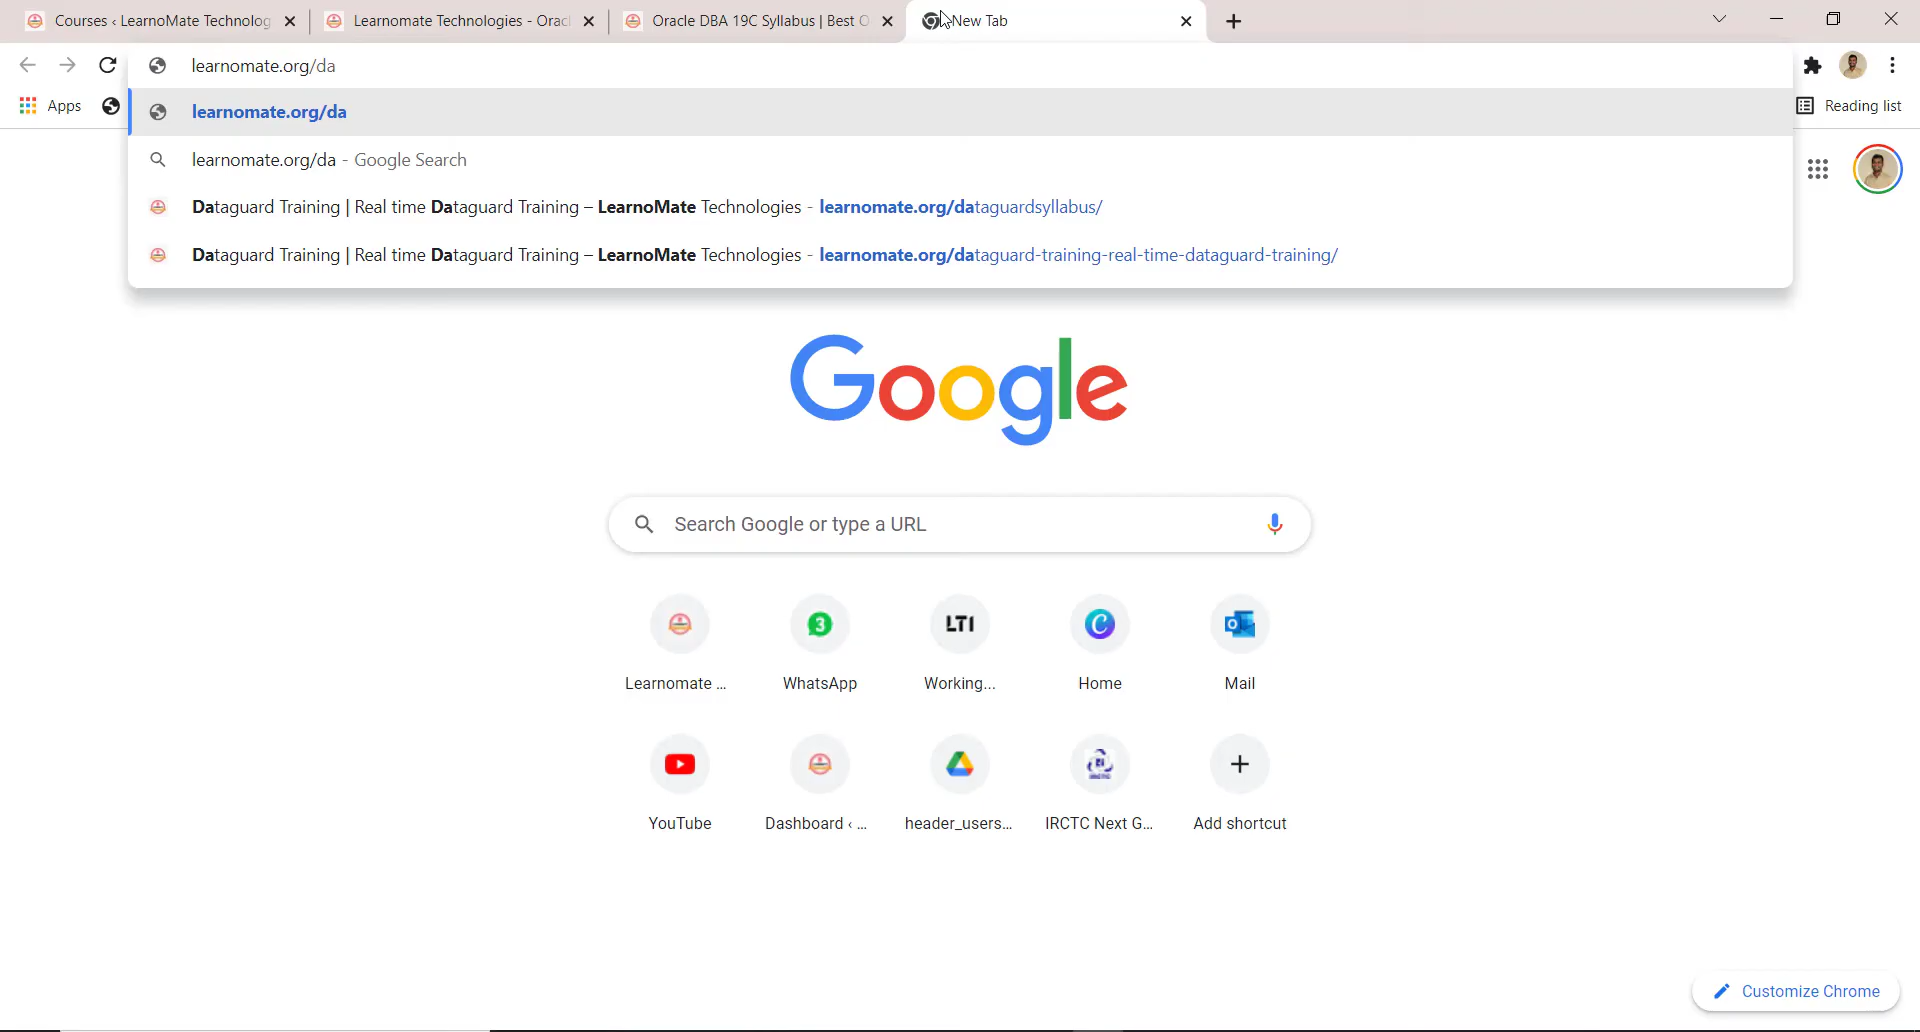 Courses ‹ LearnoMate Technolog
Learnomate Technologies - Orac
Oracle DBA 19C Syllabus | Best O
New Tab
learnomate.org/da
Apps
Reading list
learnomate.org/da
learnomate.org/da - Google Search
Dataguard Training | Real time Dataguard Training – LearnoMate Technologies - learnomate.org/dataguardsyllabus/
Dataguard Training | Real time Dataguard Training – LearnoMate Technologies - learnomate.org/dataguard-training-real-time-dataguard-training/
Google
Search Google or type a URL
3
LTI
Learnomate ...
WhatsApp
Working...
Home
Mail
YouTube
Dashboard ‹ ...
header_users...
IRCTC Next G...
Add shortcut
Customize Chrome